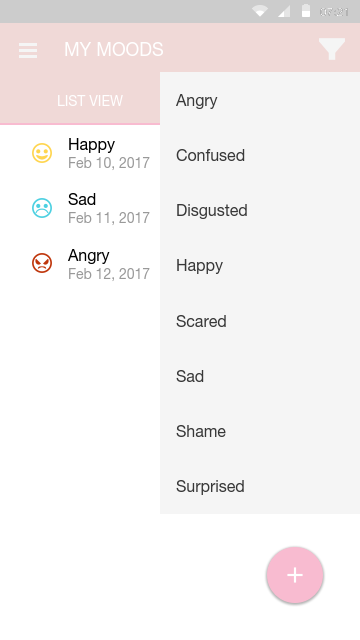 MY MOODS
LIST VIEW
Happy
Feb 10, 2017
Sad
Feb 11, 2017
Angry
Feb 12, 2017
Angry
Confused
Disgusted
Happy
Scared
Sad
Shame
Surprised